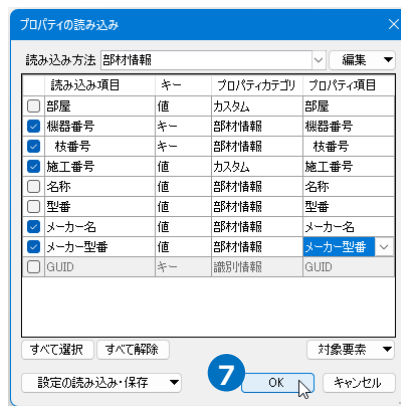 プロパティの読み込み
読み込み方法 部材情報 編集
読み込み項目 キー プロパティカテゴリ プロパティ項目
部屋 値 カスタム 部屋
機器番号 キー 部材情報 機器番号
枝番号 キー 部材情報 枝番号
施工番号 値 カスタム 施工番号
名称 値 部材情報 名称
型番 値 部材情報 型番
メーカー名 値 部材情報 メーカー名
メーカー型番 値 部材情報 メーカー型番
GUID キー 識別情報 GUID
すべて選択 すべて解除 対象要素
設定の読み込み・保存 7 OK キャンセル